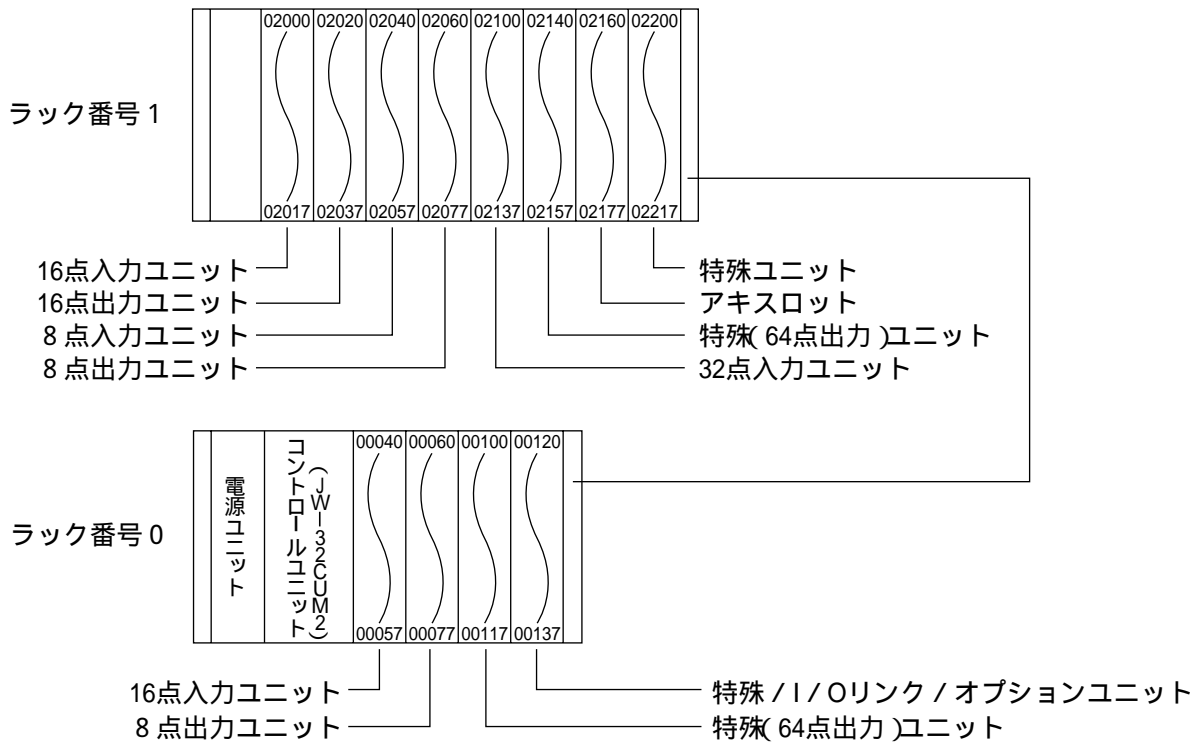 02000 02020 02040 02060 02100 02140 02160 02200
ラック番号 1
02017 02037 02057 02077 02137 02157 02177 02217
16点入力ユニット
16点出力ユニット
8 点入力ユニット
8 点出力ユニット
特殊ユニット
アキスロット
特殊( 64点出力 )ユニット
32点入力ユニット
ラック番号 0
電源ユニット
コントロールユニット
(JW-32CUM2)
00040 00060 00100 00120
00057 00077 00117 00137
16点入力ユニット
8 点出力ユニット
特殊 / I / Oリンク / オプションユニット
特殊( 64点出力 )ユニット